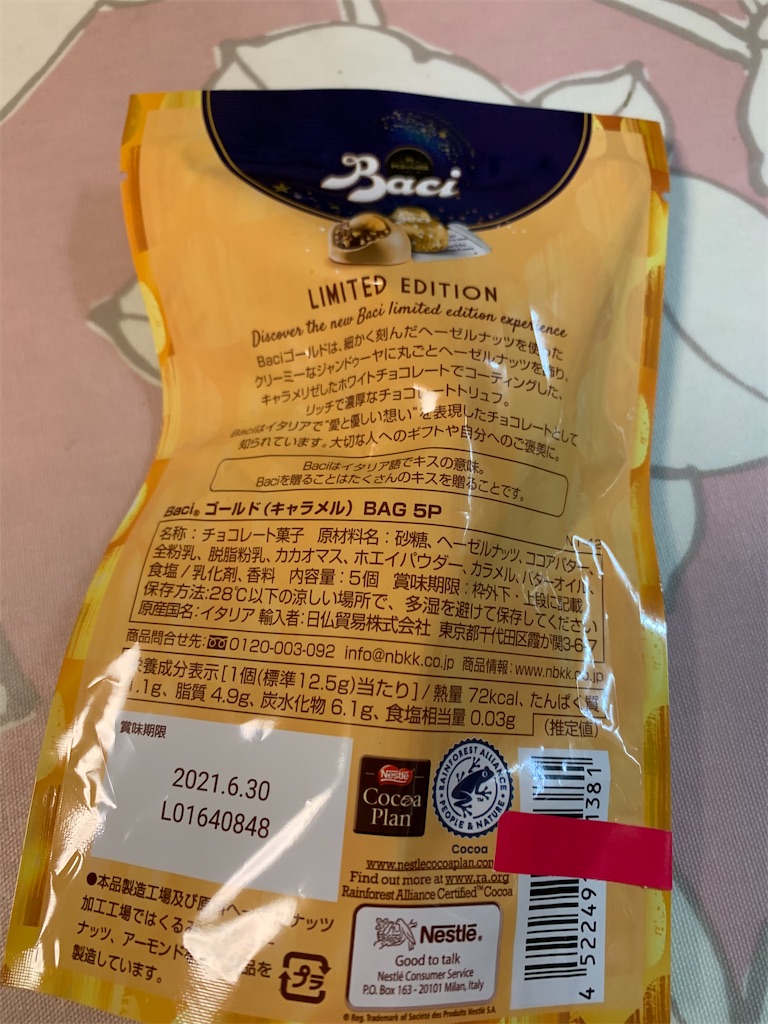 Baci
LIMITED EDITION
Discover the new Baci limited edition experience
Baciゴールドは、細かく刻んだヘーゼルナッツを使った
クリーミーなジャンドゥーヤに丸ごとヘーゼルナッツをのり、
キャラメリゼしたホワイトチョコレートでコーティングした、
リッチで濃厚なチョコレートトリュフ。
Baciはイタリアで"愛と優しい想い"を表現したチョコレートとして
知られています。大切な人へのギフトや自分へのご褒美に。
Baciはイタリア語でキスの意味。
Baciを贈ることはたくさんのキスを贈ることです。
Baci® ゴールド(キャラメル) BAG 5P
名称:チョコレート菓子 原材料名:砂糖、ヘーゼルナッツ、ココアバター、
全粉乳、脱脂粉乳、カカオマス、ホエイパウダー、カラメル、バターオイル、
食塩/乳化剤、香料 内容量:5個 賞味期限:枠外下・上段に記載
保存方法:28℃以下の涼しい場所で、多湿を避けて保存してください
原産国名:イタリア 輸入者:日仏貿易株式会社 東京都千代田区霞が関3-6-7
商品問合せ先:0120-003-092 info@nbkk.co.jp 商品情報:www.nbkk.co.jp
栄養成分表示[1個(標準12.5g)当たり]/熱量 72kcal、たんぱく質
1.1g、脂質 4.9g、炭水化物 6.1g、食塩相当量 0.03g (推定値)
賞味期限
2021.6.30
L01640848
Nestlé
Cocoa
Plan
RAINFOREST ALLIANCE
PEOPLE & NATURE
Cocoa
www.nestlecocoaplan.com
Find out more at www.ra.org
Rainforest Alliance Certified™ Cocoa
●本品製造工場及び原 ナッツ
加工工場ではくるみ
ナッツ、アーモンドを 品を
製造しています。
プラ
Nestlé®
Good to talk
Nestlé Consumer Service
P.O. Box 163 - 20101 Milan, Italy
® Reg. Trademark of Société des Produits Nestlé S.A.
4 52249 1381